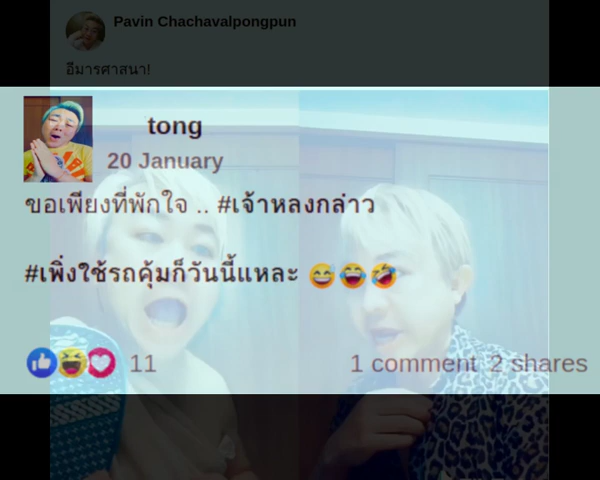 Pavin Chachavalpongpun
อีมารศาสนา!
tong
20 January
ขอเพียงที่พักใจ .. #เจ้าหลงกล่าว
#เพิ่งใช้รถคุ้มก็วันนี้แหละ 😅😂🤣
11
1 comment 2 shares